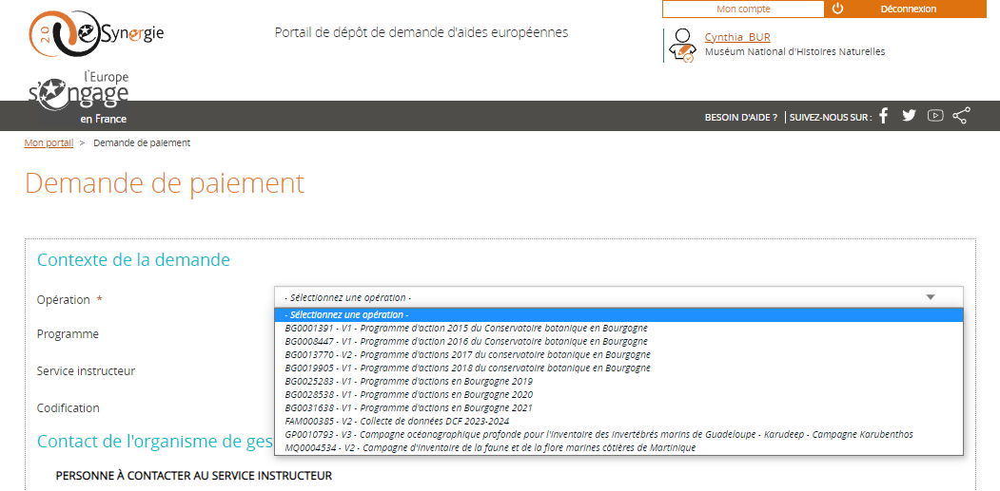 Mon compte
Déconnexion
2.0 eSynergie
Portail de dépôt de demande d'aides européennes
Cynthia BUR
Muséum National d'Histoires Naturelles
l'Europe
s'engage
en France
BESOIN D'AIDE ? | SUIVEZ-NOUS SUR :
Mon portail > Demande de paiement
Demande de paiement
Contexte de la demande
Opération *
- Sélectionnez une opération -
- Sélectionnez une opération -
BG0001391 - V1 - Programme d'action 2015 du Conservatoire botanique en Bourgogne
Programme
BG0008447 - V1 - Programme d'action 2016 du Conservatoire botanique en Bourgogne
BG0013770 - V2 - Programme d'actions 2017 du conservatoire botanique en Bourgogne
BG0019905 - V1 - Programme d'actions 2018 du conservatoire botanique en Bourgogne
Service instructeur
BG0025283 - V1 - Programme d'actions en Bourgogne 2019
BG0028538 - V1 - Programme d'actions en Bourgogne 2020
BG0031638 - V1 - Programme d'actions en Bourgogne 2021
Codification
FAM000385 - V2 - Collecte de données DCF 2023-2024
GP0010793 - V3 - Campagne océanographique profonde pour l'inventaire des invertébrés marins de Guadeloupe - Karudeep - Campagne Karubenthos
MQ0004534 - V2 - Campagne d'inventaire de la faune et de la flore marines côtières de Martinique
Contact de l'organisme de ges
PERSONNE À CONTACTER AU SERVICE INSTRUCTEUR